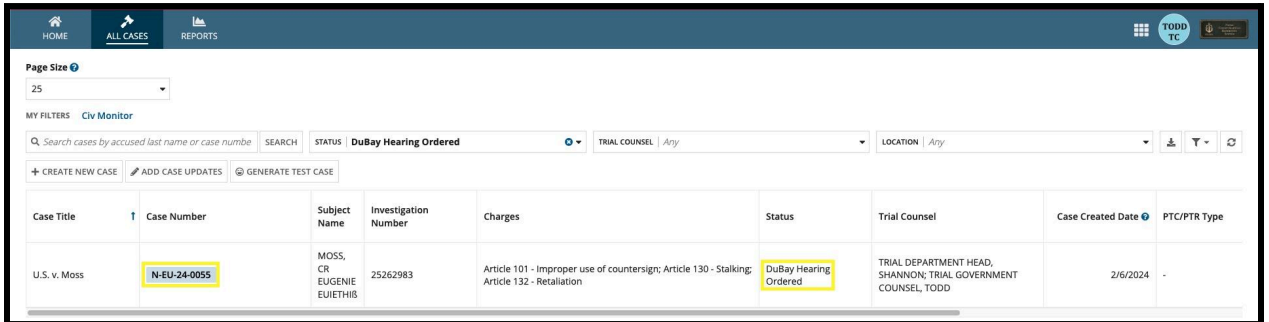 HOME
ALL CASES
REPORTS
TODD
TC
Page Size
25
MY FILTERS Civ Monitor
Search cases by accused last name or case numbe SEARCH STATUS DuBay Hearing Ordered TRIAL COUNSEL Any LOCATION Any
+ CREATE NEW CASE ADD CASE UPDATES GENERATE TEST CASE
Case Title Case Number Subject Name Investigation Number Charges Status Trial Counsel Case Created Date PTC/PTR Type
U.S. v. Moss
N-EU-24-0055
MOSS,
CR
EUGENIE
EUIETHIß
25262983
Article 101 - Improper use of countersign; Article 130 - Stalking;
Article 132 - Retaliation
DuBay Hearing
Ordered
TRIAL DEPARTMENT HEAD,
SHANNON; TRIAL GOVERNMENT
COUNSEL, TODD
2/6/2024
-